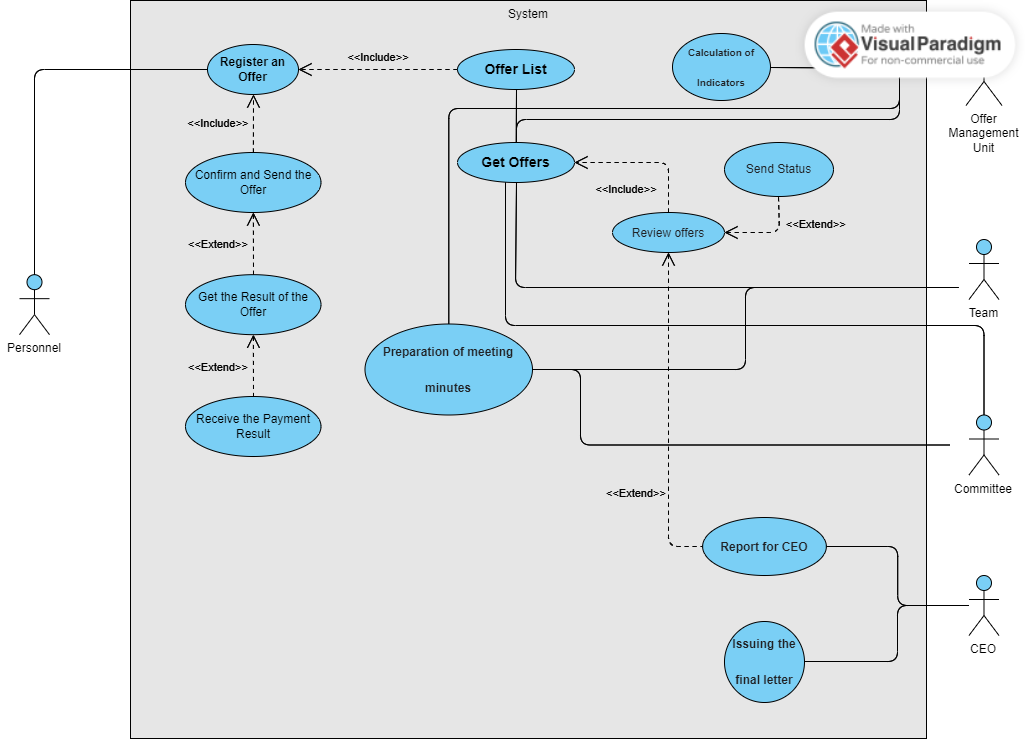 System
Made with
Visual Paradigm
For non-commercial use
Register an
Offer
<<Include>>
Offer List
Calculation of
Indicators
Offer
Management
Unit
<<Include>>
Confirm and Send the
Offer
Get Offers
<<Include>>
Send Status
<<Extend>>
Review offers
<<Extend>>
Get the Result of the
Offer
Team
Personnel
Preparation of meeting
minutes
<<Extend>>
Receive the Payment
Result
Committee
<<Extend>>
Report for CEO
CEO
Issuing the
final letter